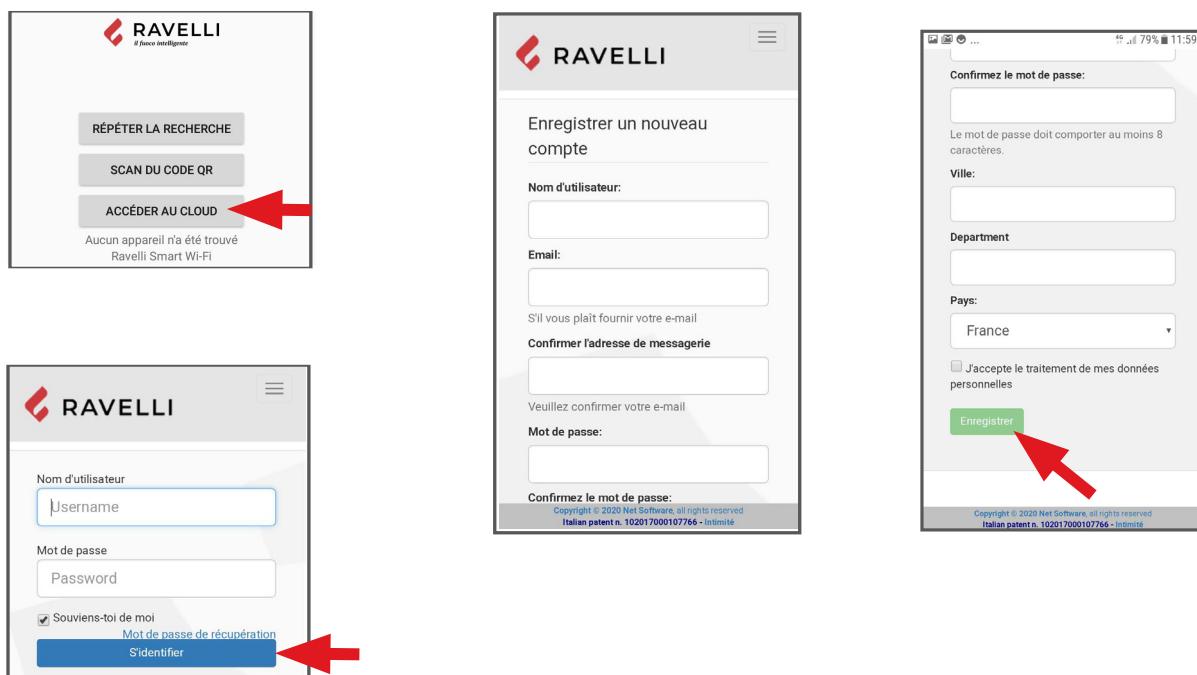 RAVELLI
il fuoco intelligente
RÉPÉTER LA RECHERCHE
SCAN DU CODE QR
ACCÉDER AU CLOUD
Aucun appareil n'a été trouvé
Ravelli Smart Wi-Fi
RAVELLI
Nom d'utilisateur
Username
Mot de passe
Password
Souviens-toi de moi
Mot de passe de récupération
S'identifier
RAVELLI
Enregistrer un nouveau
compte
Nom d'utilisateur:
Email:
S'il vous plaît fournir votre e-mail
Confirmer l'adresse de messagerie
Veuillez confirmer votre e-mail
Mot de passe:
Confirmez le mot de passe:
Copyright © 2020 Net Software, all rights reserved
Italian patent n. 102017000107766 - Intimité
... 79% 11:59
Confirmez le mot de passe:
Le mot de passe doit comporter au moins 8
caractères.
Ville:
Department
Pays:
France
J'accepte le traitement de mes données
personnelles
Enregistrer
Copyright © 2020 Net Software, all rights reserved
Italian patent n. 102017000107766 - Intimité